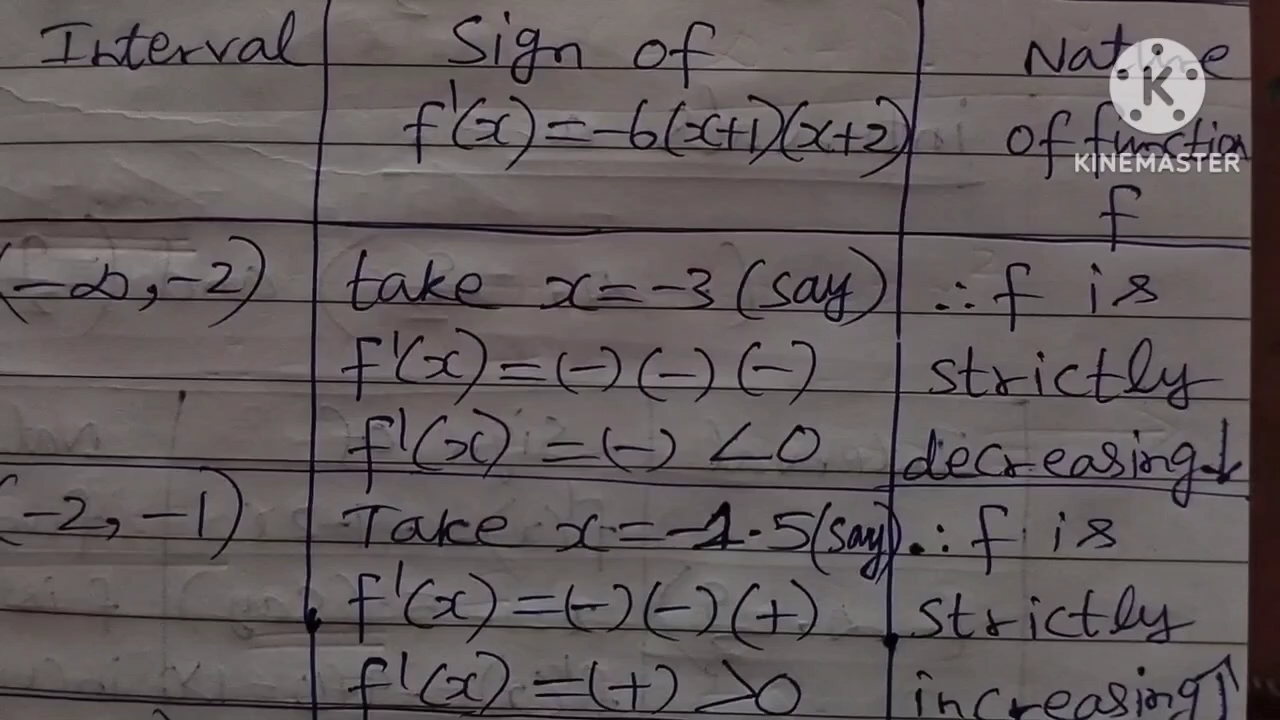 Interval
Sign of
f'(x)=-6(x+1)(x+2)
Nature
of function
f
KINEMASTER
(-∞,-2)
take x=-3 (say)
f'(x)=(-)(-)(-)
f'(x)=(-) <0
∴ f is
strictly
decreasing↓
(-2,-1)
Take x=-1.5(say)
f'(x)=(-)(-)(+)
f'(x)=(+) >0
∴ f is
strictly
increasing↑